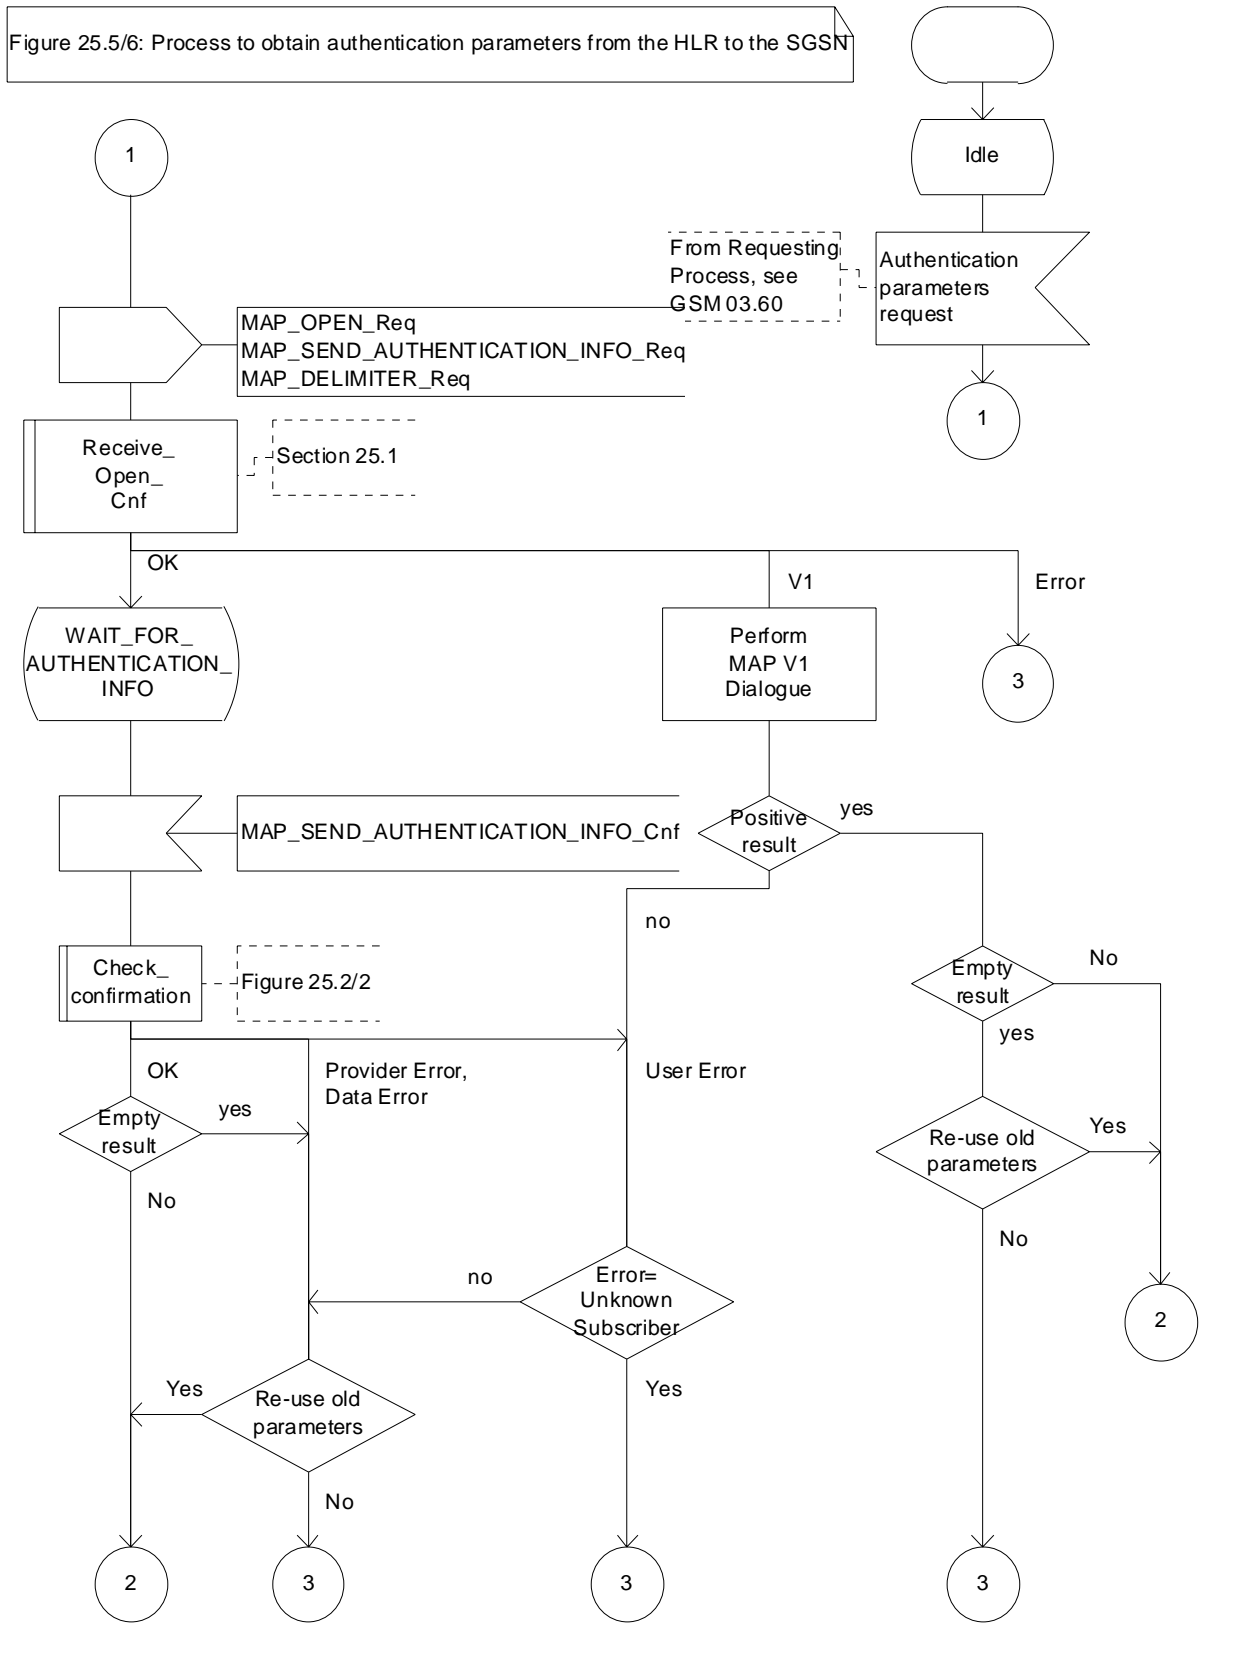 Figure 25.5/6: Process to obtain authentication parameters from the HLR to the SGSN
Idle
1
From Requesting
Process, see
GSM 03.60
Authentication
parameters
request
MAP_OPEN_Req
MAP_SEND_AUTHENTICATION_INFO_Req
MAP_DELIMITER_Req
1
Receive_
Open_
Cnf
Section 25.1
OK
V1
Error
WAIT_FOR_
AUTHENTICATION_
INFO
Perform
MAP V1
Dialogue
3
MAP_SEND_AUTHENTICATION_INFO_Cnf
Positive
result
yes
no
Check_
confirmation
Figure 25.2/2
Empty
result
No
yes
OK
Provider Error,
Data Error
User Error
Empty
result
yes
Re-use old
parameters
Yes
No
No
Error=
Unknown
Subscriber
no
2
Yes
Re-use old
parameters
Yes
No
2
3
3
3